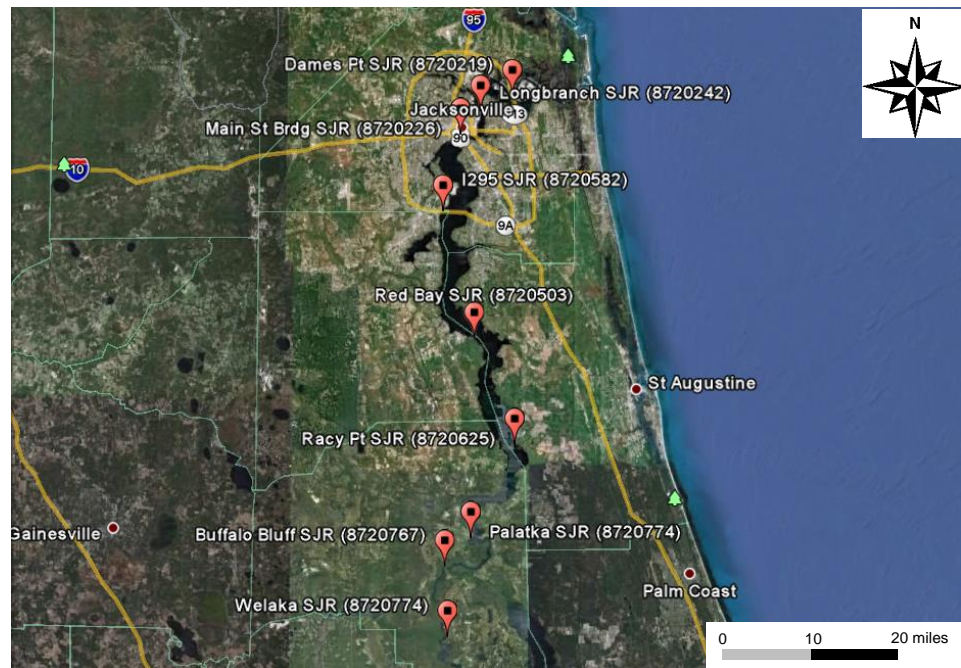 95
N
Dames Pt SJR (8720219)
Longbranch SJR (8720242)
Jacksonville
13
Main St Brdg SJR (8720226)
90
10
I295 SJR (8720582)
9A
Red Bay SJR (8720503)
St Augustine
Racy Pt SJR (8720625)
Gainesville
Buffalo Bluff SJR (8720767)
Palatka SJR (8720774)
Palm Coast
Welaka SJR (8720774)
0 10 20 miles